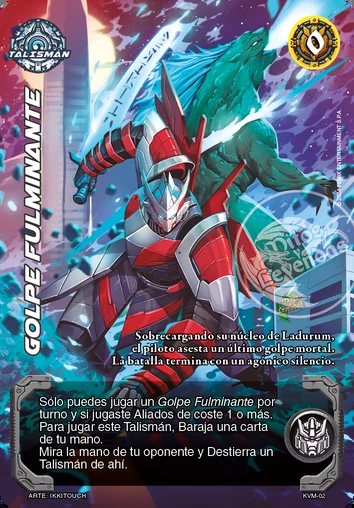 TALISMÁN
0
GOLPE FULMINANTE
Sobrecargando su núcleo de Ladurum,
el piloto asesta un último golpe mortal.
La batalla termina con un agónico silencio.
Sólo puedes jugar un Golpe Fulminante por
turno y si jugaste Aliados de coste 1 o más.
Para jugar este Talismán, Baraja una carta
de tu mano.
Mira la mano de tu oponente y Destierra un
Talismán de ahí.
ARTE: IKKITOUCH
KVM-02